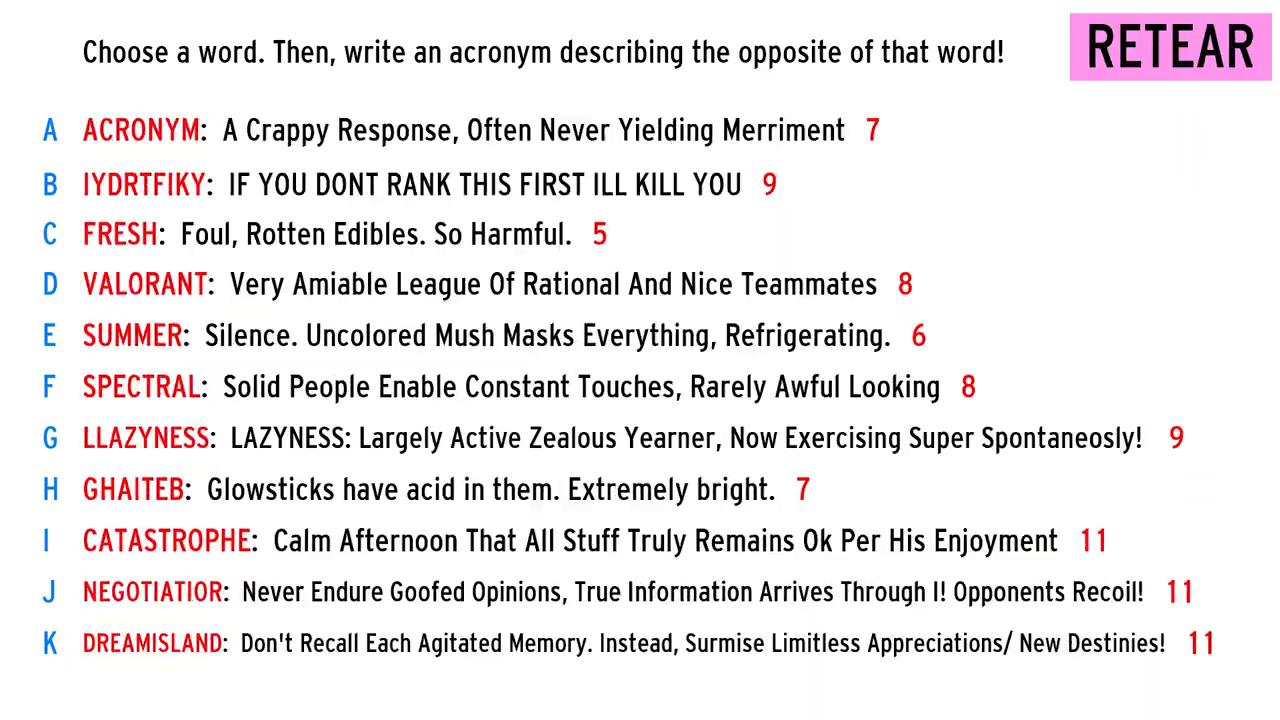 Choose a word. Then, write an acronym describing the opposite of that word!
RETEAR
A ACRONYM: A Crappy Response, Often Never Yielding Merriment 7
B IYDRTFIKY: IF YOU DONT RANK THIS FIRST ILL KILL YOU 9
C FRESH: Foul, Rotten Edibles. So Harmful. 5
D VALORANT: Very Amiable League Of Rational And Nice Teammates 8
E SUMMER: Silence. Uncolored Mush Masks Everything, Refrigerating. 6
F SPECTRAL: Solid People Enable Constant Touches, Rarely Awful Looking 8
G LLAZYNESS: LAZYNESS: Largely Active Zealous Yearner, Now Exercising Super Spontaneosly! 9
H GHAITEB: Glowsticks have acid in them. Extremely bright. 7
I CATASTROPHE: Calm Afternoon That All Stuff Truly Remains Ok Per His Enjoyment 11
J NEGOTIATIOR: Never Endure Goofed Opinions, True Information Arrives Through I! Opponents Recoil! 11
K DREAMISLAND: Don't Recall Each Agitated Memory. Instead, Surmise Limitless Appreciations/ New Destinies! 11